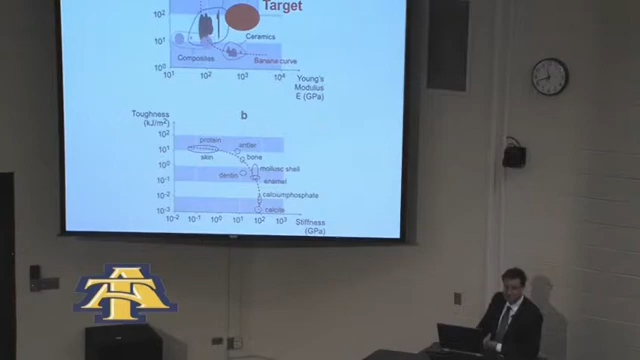 Target
10²
10¹
Ceramics
Composites
Banana curve
10¹
10²
10³
10⁴
Young's
Modulus
E (GPa)
b
Toughness
(kJ/m²)
10²
10¹
10⁰
10⁻¹
10⁻²
10⁻³
protein
skin
antler
bone
dentin
mollusc shell
enamel
calciumphosphate
calcite
10⁻²
10⁻¹
10⁰
10¹
10²
10³
Stiffness
(GPa)
AT